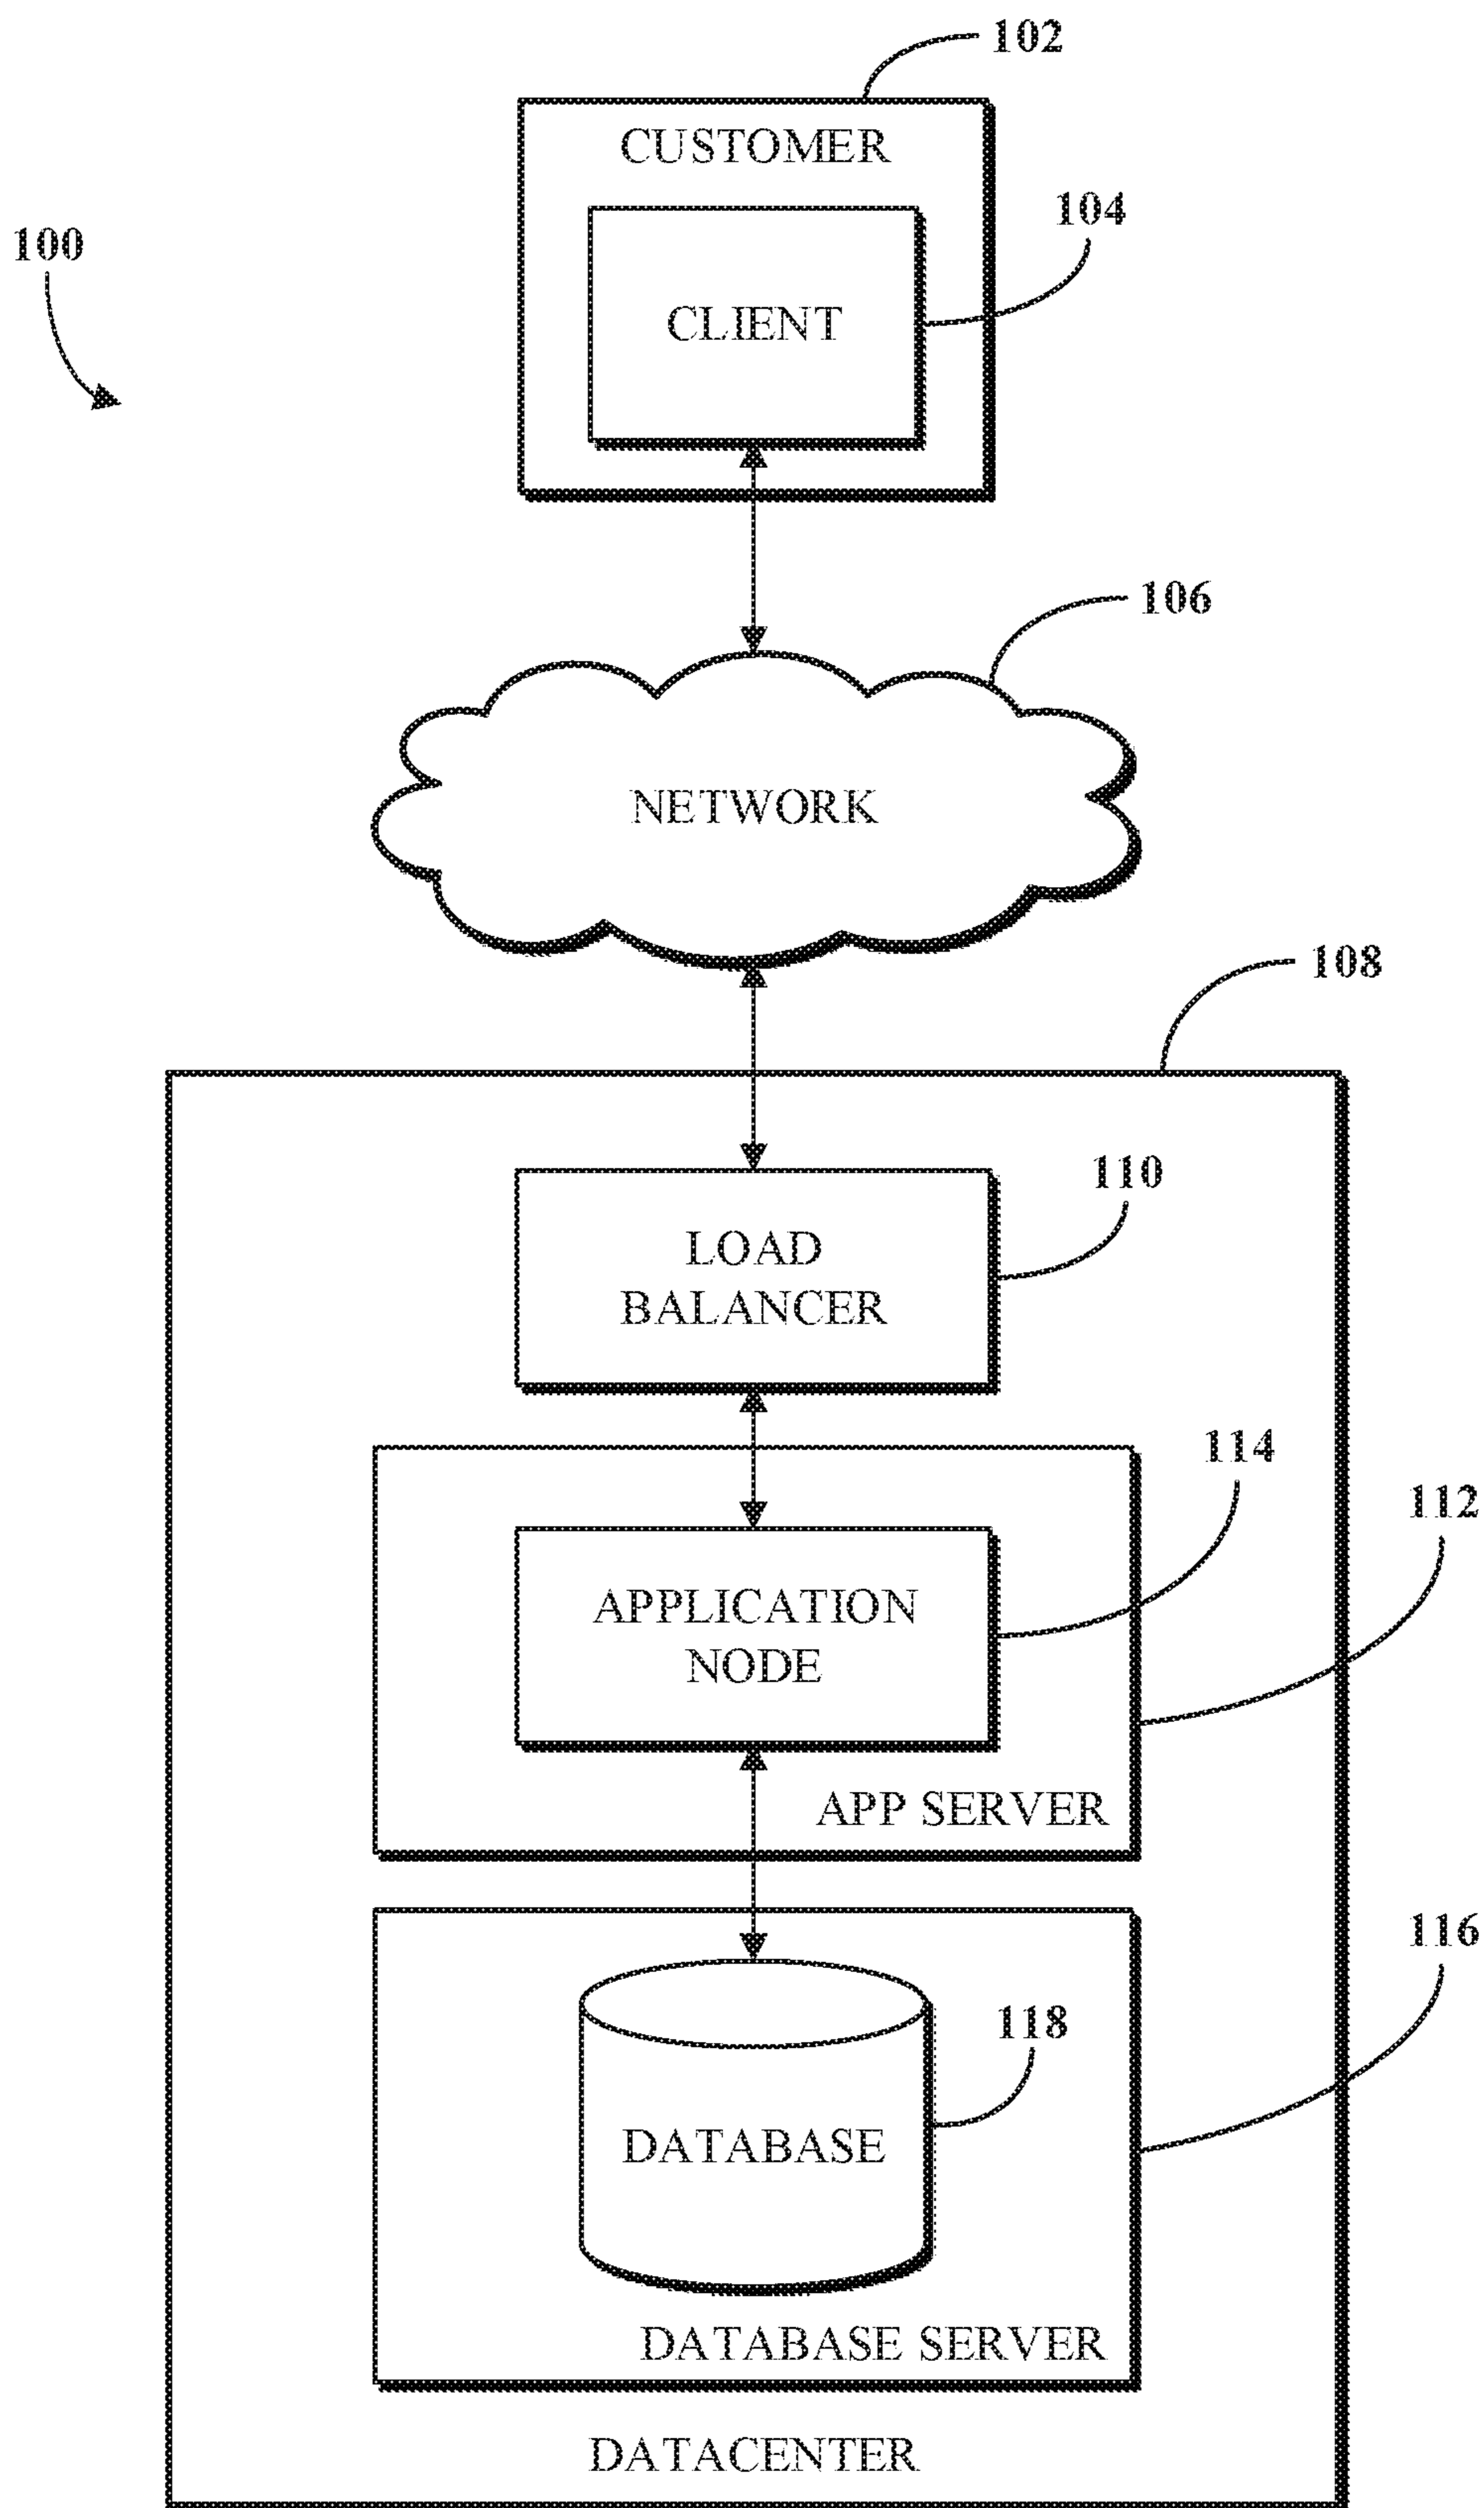 102
CUSTOMER
104
100
CLIENT
106
NETWORK
108
110
LOAD
BALANCER
114
112
APPLICATION
NODE
APP SERVER
116
118
DATABASE
DATABASE SERVER
DATACENTER